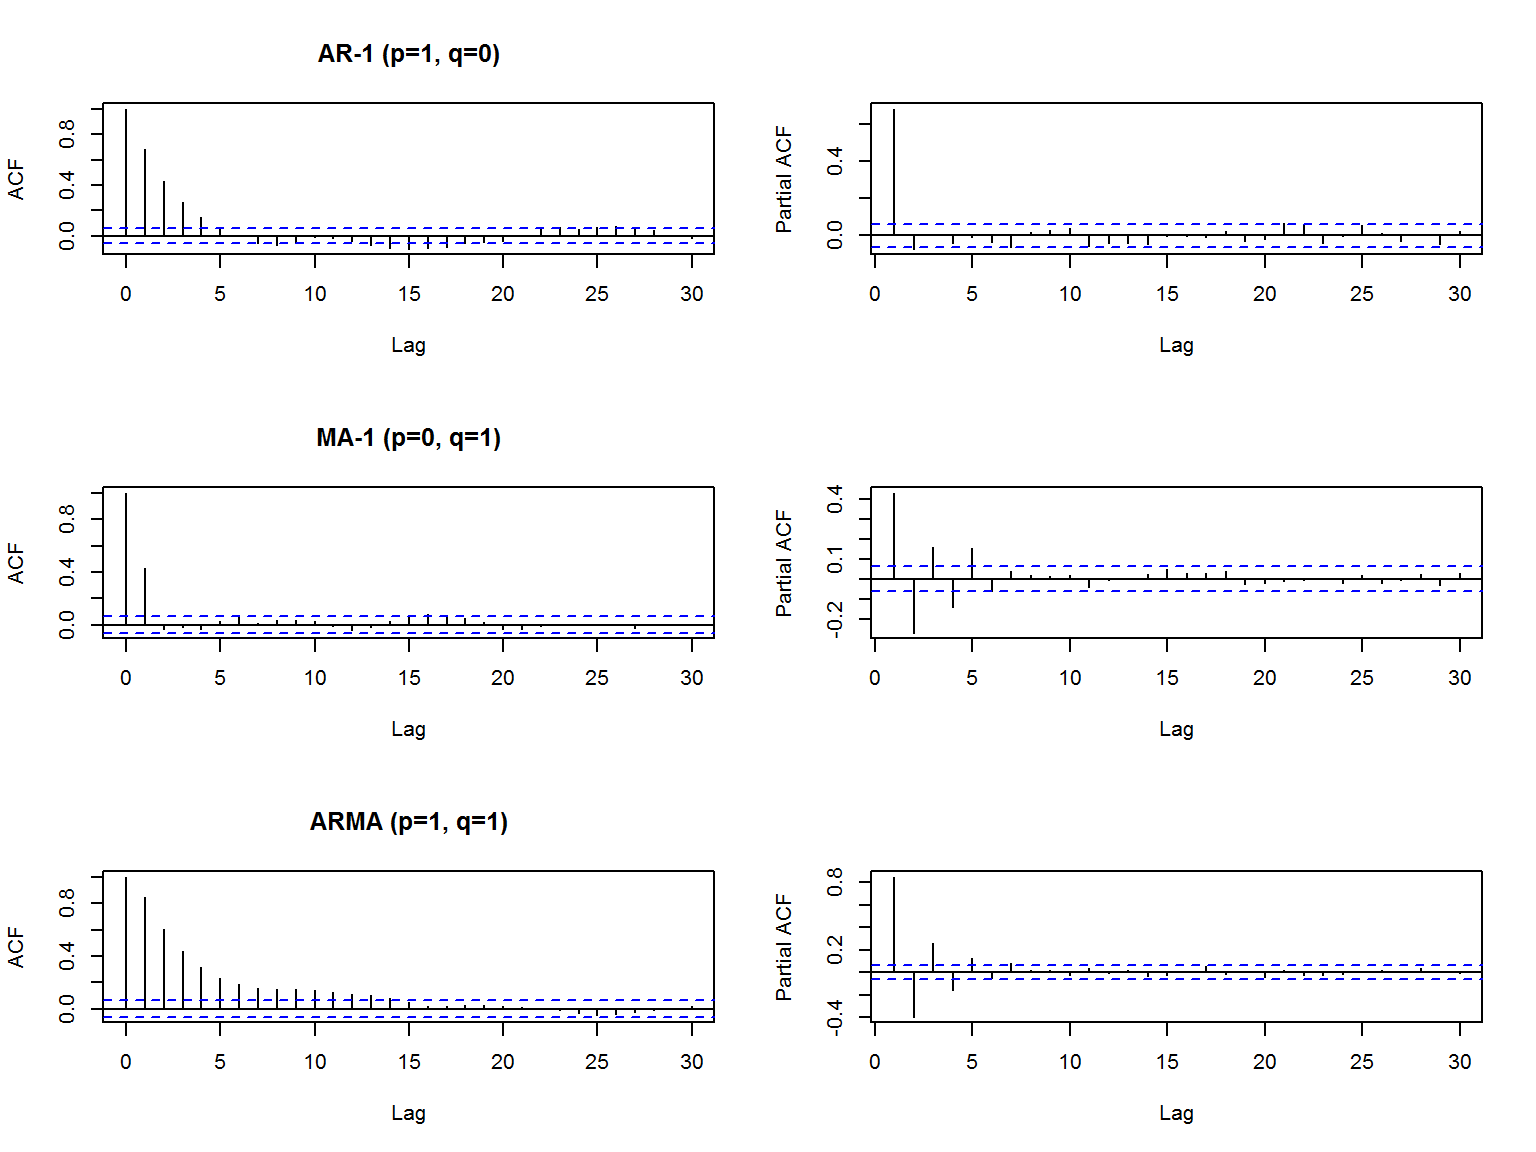 AR-1 (p=1, q=0)
ACF
0.0 0.4 0.8
0 5 10 15 20 25 30
Lag
Partial ACF
0.0 0.4
0 5 10 15 20 25 30
Lag
MA-1 (p=0, q=1)
ACF
0.0 0.4 0.8
0 5 10 15 20 25 30
Lag
Partial ACF
-0.2 0.1 0.4
0 5 10 15 20 25 30
Lag
ARMA (p=1, q=1)
ACF
0.0 0.4 0.8
0 5 10 15 20 25 30
Lag
Partial ACF
-0.4 0.2 0.8
0 5 10 15 20 25 30
Lag